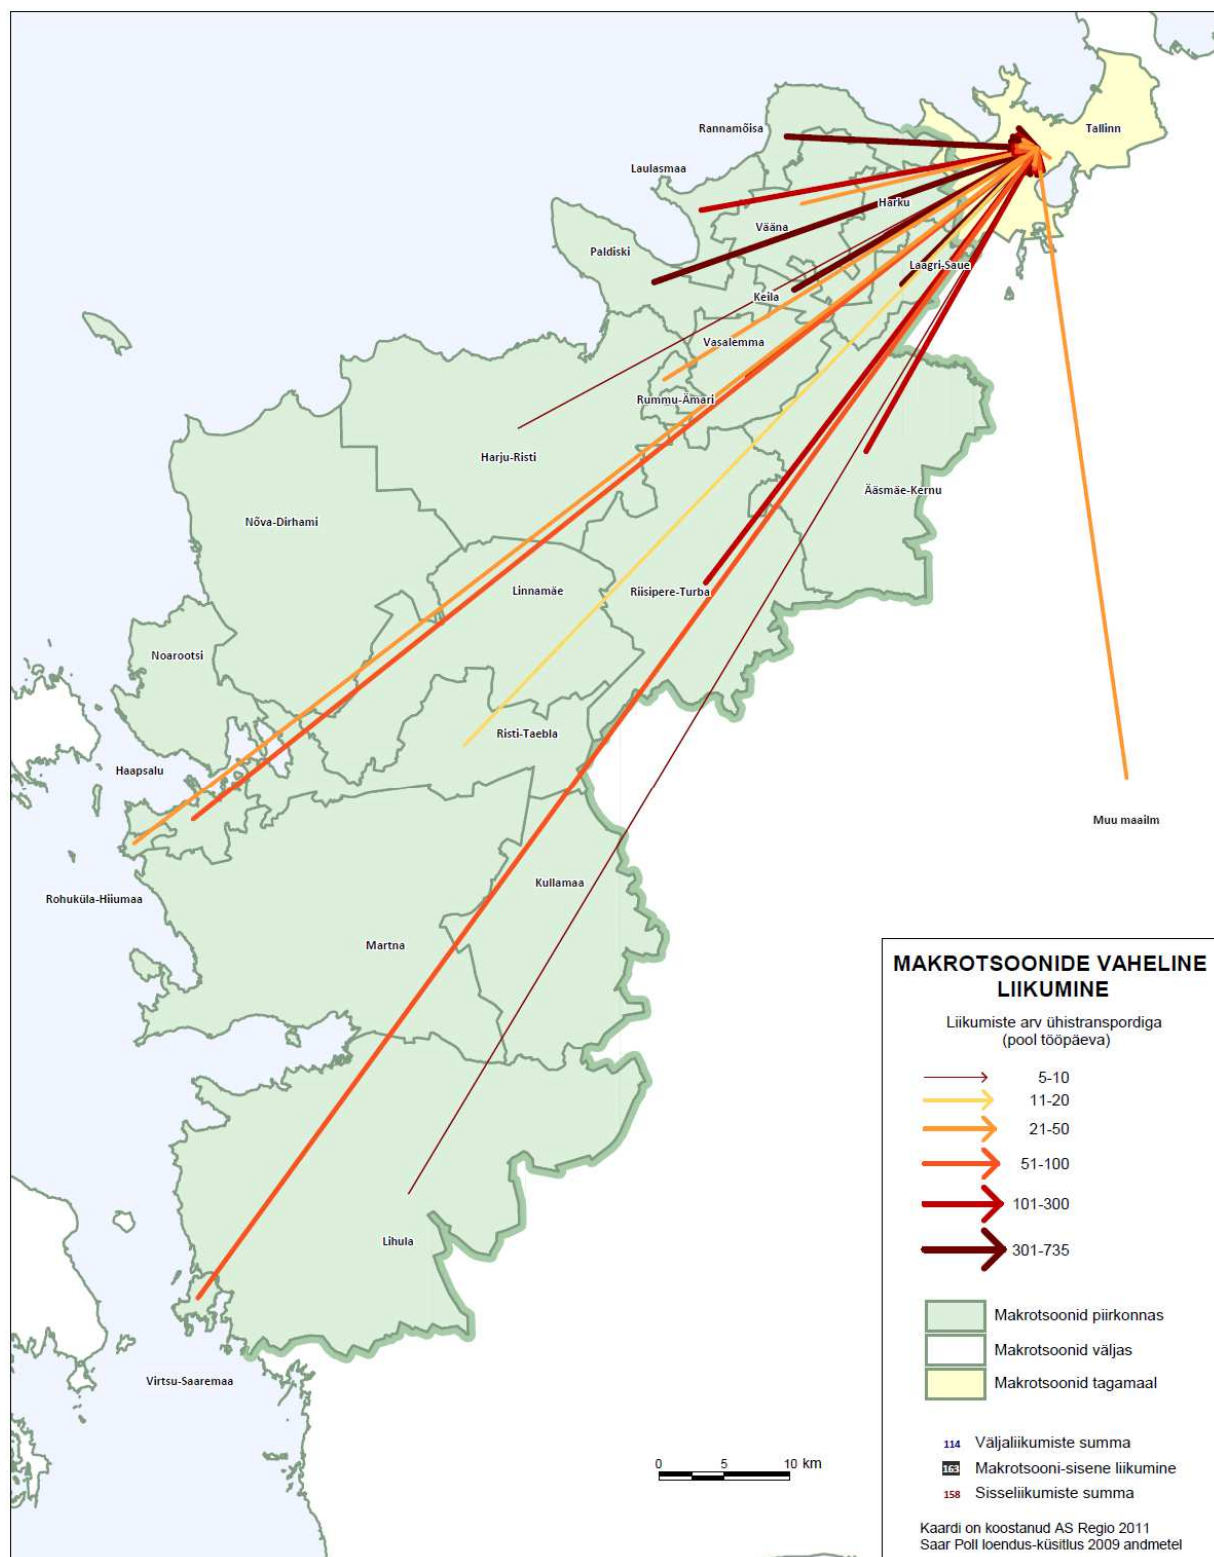 Tallinn
Rannamõisa
Laulasmaa
Harku
Vääna
Paldiski
Laagri-Saue
Keila
Vasalemma
Rummu-Ämari
Harju-Risti
Ääsmäe-Kernu
Nõva-Dirhami
Linnamäe
Riisipere-Turba
Noarootsi
Risti-Taebla
Haapsalu
Muu maailm
Kullamaa
Rohuküla-Hiiumaa
Martna
Lihula
Virtsu-Saaremaa
0 5 10 km
MAKROTSOONIDE VAHELINE
LIIKUMINE
Liikumiste arv ühistranspordiga
(pool tööpäeva)
5-10
11-20
21-50
51-100
101-300
301-735
Makrotsoonid piirkonnas
Makrotsoonid väljas
Makrotsoonid tagamaal
114 Väljaliikumiste summa
163 Makrotsooni-sisene liikumine
158 Sisseliikumiste summa
Kaardi on koostanud AS Regio 2011
Saar Poll loendus-küsitlus 2009 andmetel